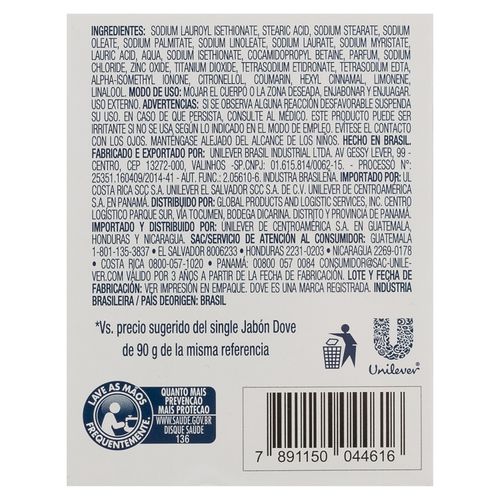 INGREDIENTES: SODIUM LAUROYL ISETHIONATE, STEARIC ACID, SODIUM STEARATE, SODIUM
OLEATE, SODIUM PALMITATE, SODIUM LINOLEATE, SODIUM LAURATE, SODIUM MYRISTATE,
LAURIC ACID, AQUA, SODIUM ISETHIONATE, COCAMIDOPROPYL BETAINE, PARFUM, SODIUM
CHLORIDE, ZINC OXIDE, TITANIUM DIOXIDE, TETRASODIUM ETIDRONATE, TETRASODIUM EDTA,
ALPHA-ISOMETHYL IONONE, CITRONELLOL, COUMARIN, HEXYL CINNAMAL, LIMONENE,
LINALOOL. MODO DE USO: MOJAR EL CUERPO O LA ZONA DESEADA, ENJABONAR Y ENJUAGAR.
USO EXTERNO. ADVERTENCIAS: SI SE OBSERVA ALGUNA REACCIÓN DESFAVORABLE SUSPENDA
SU USO. EN CASO DE QUE PERSISTA, CONSULTE AL MÉDICO. ESTE PRODUCTO PUEDE SER
IRRITANTE SI NO SE USA SEGÚN LO INDICADO EN EL MODO DE EMPLEO. EVÍTESE EL CONTACTO
CON LOS OJOS. MANTÉNGASE ALEJADO DEL ALCANCE DE LOS NIÑOS. HECHO EN BRASIL.
FABRICADO E EXPORTADO POR: UNILEVER BRASIL INDUSTRIAL LTDA. AV GESSY LEVER, 99 -
CENTRO, CEP 13272-000, VALINHOS -SP-CNPJ: 01.615.814/0062-15. - PROCESSO N°:
25351.160409/2014-41 - AUT. FUNC.: 2.05610-6. INDUSTRIA BRASILEÑA. IMPORTADO POR: UL
COSTA RICA SCC S.A. UNILEVER EL SALVADOR SCC S.A. DE C.V. UNILEVER DE CENTROAMÉRICA
S.A. EN PANAMÁ. DISTRIBUIDO POR: GLOBAL PRODUCTS AND LOGISTIC SERVICES, INC. CENTRO
LOGÍSTICO PARQUE SUR, VÍA TOCUMEN, BODEGA DICARINA. DISTRITO Y PROVINCIA DE PANAMÁ.
IMPORTADO Y DISTRIBUIDO POR: UNILEVER DE CENTROAMÉRICA S.A. EN GUATEMALA,
HONDURAS Y NICARAGUA. SAC/SERVICIO DE ATENCIÓN AL CONSUMIDOR: GUATEMALA
1-801-135-3837 • EL SALVADOR 8006233 • HONDURAS 2231-0203 • NICARAGUA 2269-0178
• COSTA RICA 0800-057-1020 • PANAMÁ: 00 800 057 0084 CONSUMIDOR@SAC-UNILE-
VER.COM VÁLIDO POR 3 AÑOS A PARTIR DE LA FECHA DE FABRICACIÓN. LOTE Y FECHA DE
FABRICACIÓN: VER IMPRESIÓN EN EMPAQUE. DOVE ES UNA MARCA REGISTRADA. INDÚSTRIA
BRASILEIRA / PAÍS DEORIGEN: BRASIL
*Vs. precio sugerido del single Jabón Dove
de 90 g de la misma referencia
Unilever
LAVE AS MÃOS
FREQUENTEMENTE.
QUANTO MAIS
PREVENÇÃO
MAIS PROTEÇÃO
WWW.SAUDE.GOV.BR
DISQUE SAÚDE
136
7 891150 044616